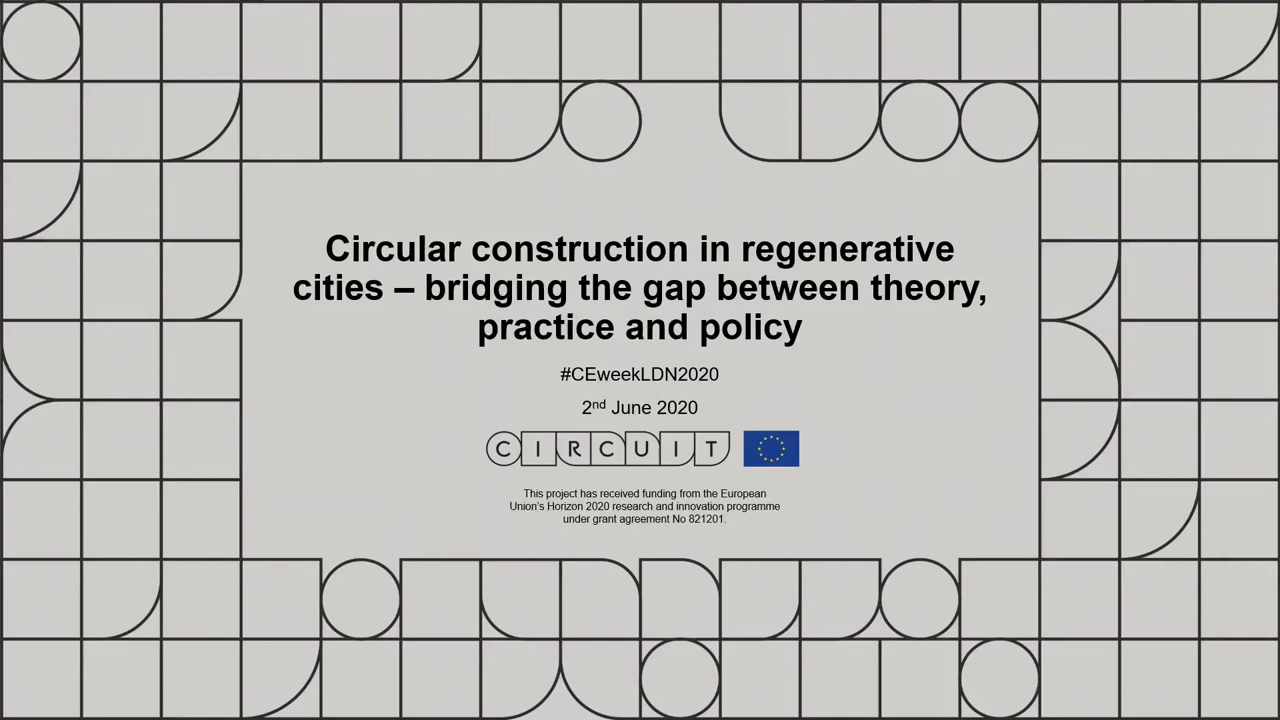 Circular construction in regenerative
cities – bridging the gap between theory,
practice and policy
#CEweekLDN2020
2nd June 2020
CIRCUIT
This project has received funding from the European
Union's Horizon 2020 research and innovation programme
under grant agreement No 821201.